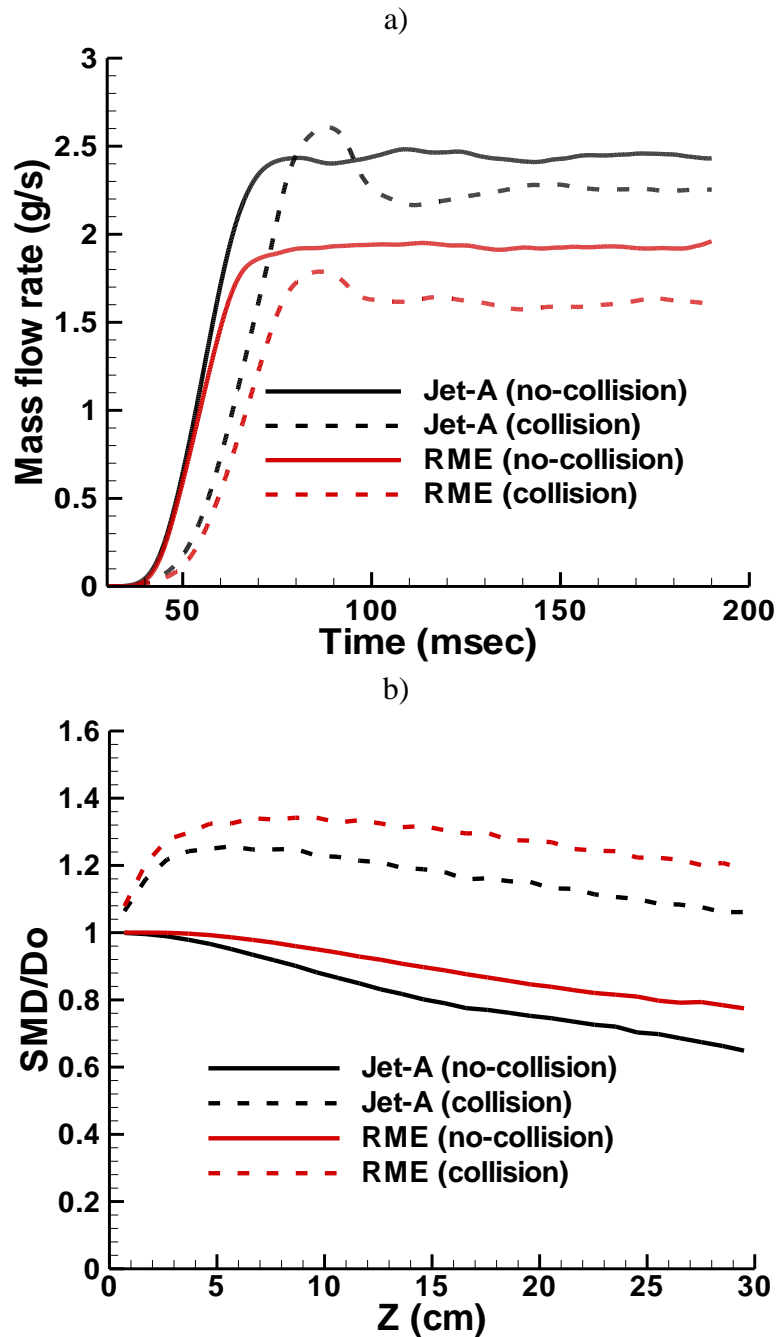 a)
3
2.5
2
1.5
1
0.5
0
Mass flow rate (g/s)
Jet-A (no-collision)
Jet-A (collision)
RME (no-collision)
RME (collision)
50 100 150 200
Time (msec)
b)
1.6
1.4
1.2
1
0.8
0.6
0.4
0.2
0
SMD/Do
Jet-A (no-collision)
Jet-A (collision)
RME (no-collision)
RME (collision)
0 5 10 15 20 25 30
Z (cm)